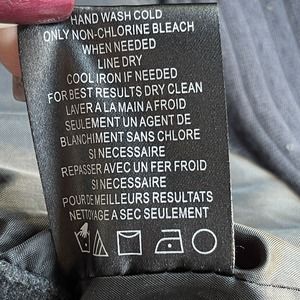 HAND WASH COLD
ONLY NON-CHLORINE BLEACH
WHEN NEEDED
LINE DRY
COOL IRON IF NEEDED
FOR BEST RESULTS DRY CLEAN
LAVER A LA MAIN A FROID
SEULEMENT UN AGENT DE
BLANCHIMENT SANS CHLORE
SI NECESSAIRE
REPASSER AVEC UN FER FROID
SI NECESSAIRE
POUR DE MEILLEURS RESULTATS
NETTOYAGE A SEC SEULEMENT